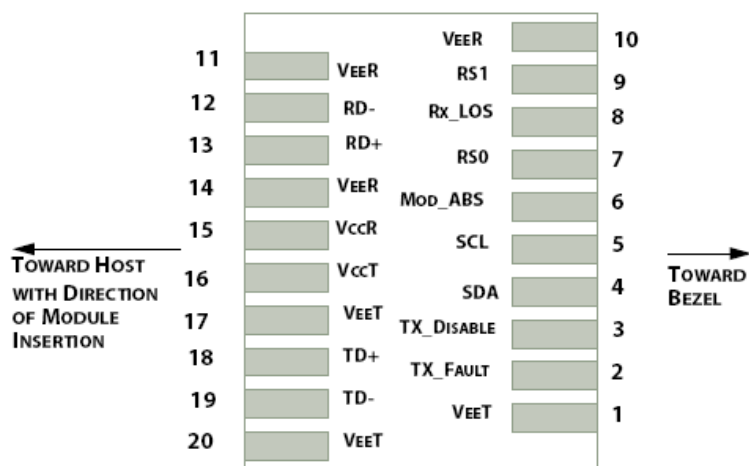 11 VEER
12 RD-
13 RD+
14 VEER
15 VCCR
16 VCCT
17 VEET
18 TD+
19 TD-
20 VEET
VEER 10
RS1 9
RX_LOS 8
RS0 7
MOD_ABS 6
SCL 5
SDA 4
TX_DISABLE 3
TX_FAULT 2
VEET 1
TOWARD HOST
WITH DIRECTION
OF MODULE
INSERTION
TOWARD
BEZEL